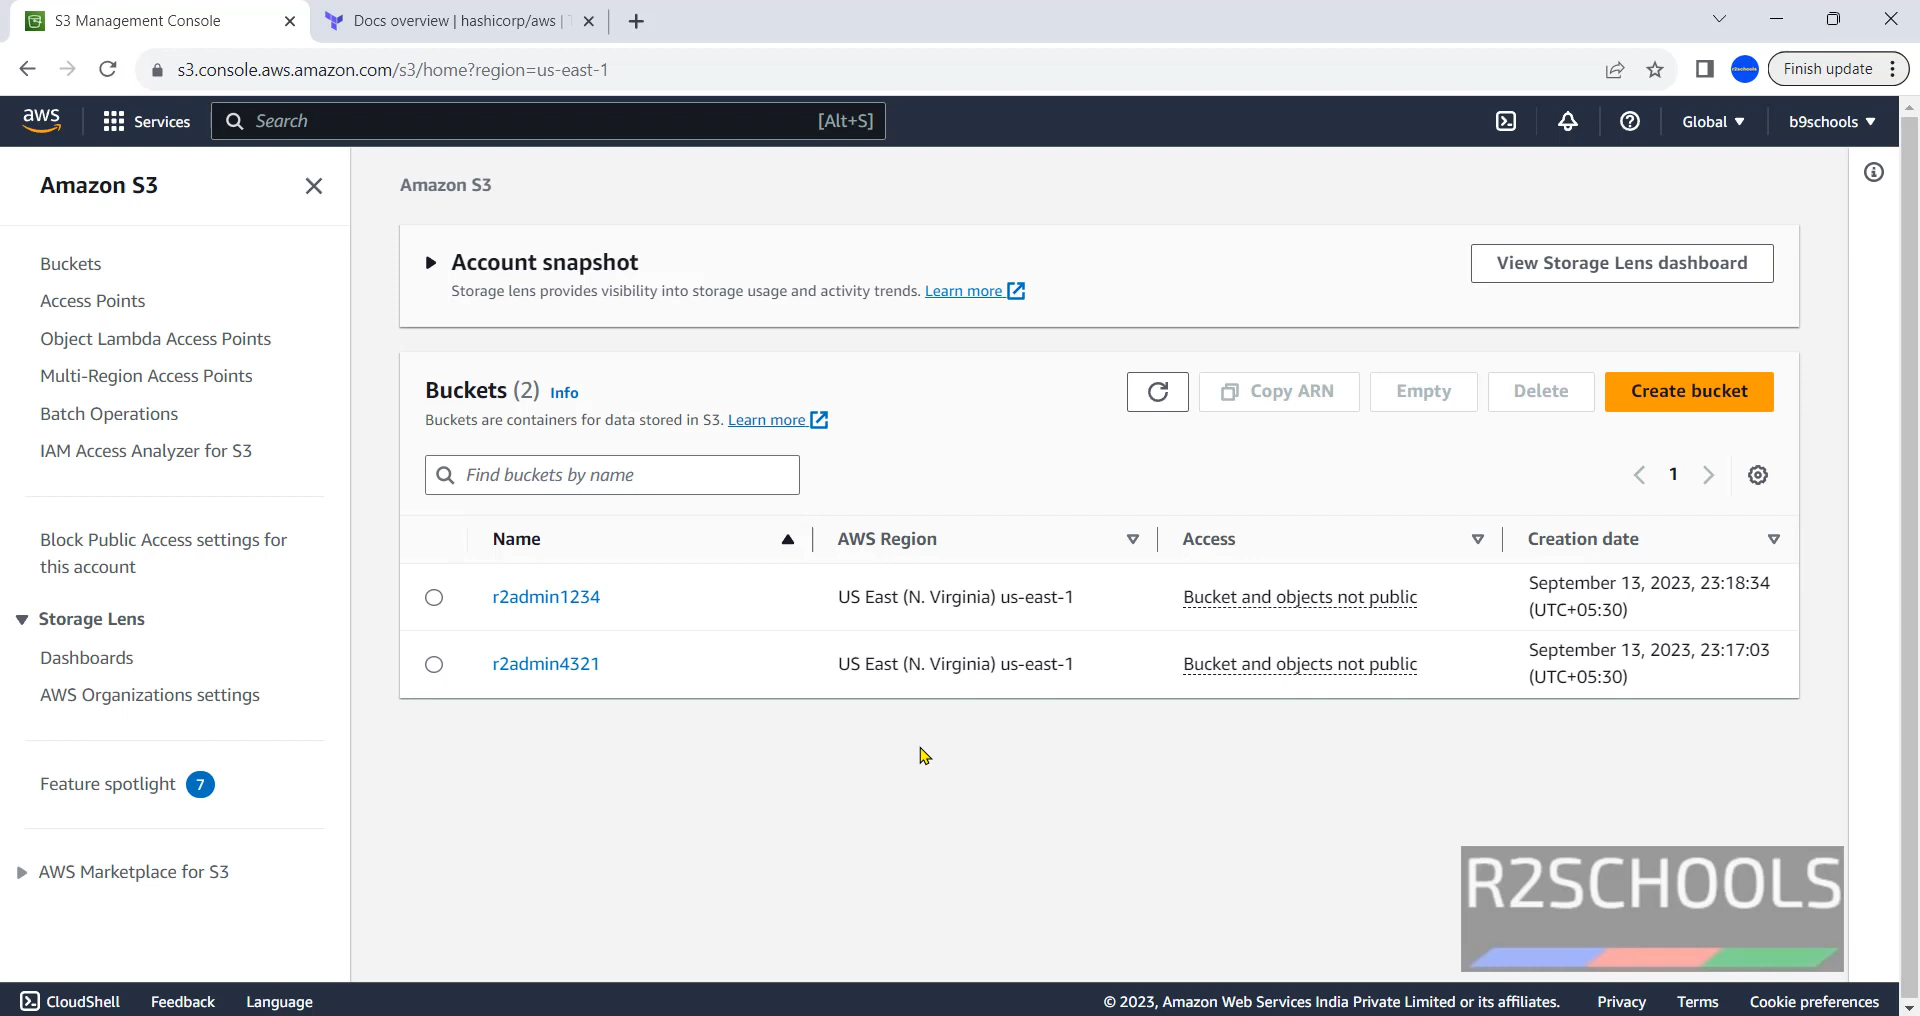 S3 Management Console
Docs overview | hashicorp/aws |
s3.console.aws.amazon.com/s3/home?region=us-east-1
Finish update
aws
Services
Search
[Alt+S]
Global
b9schools
Amazon S3
Buckets
Access Points
Object Lambda Access Points
Multi-Region Access Points
Batch Operations
IAM Access Analyzer for S3
Block Public Access settings for
this account
Storage Lens
Dashboards
AWS Organizations settings
Feature spotlight 7
AWS Marketplace for S3
Amazon S3
Account snapshot
Storage lens provides visibility into storage usage and activity trends. Learn more
View Storage Lens dashboard
Buckets (2) Info
Buckets are containers for data stored in S3. Learn more
Copy ARN
Empty
Delete
Create bucket
Find buckets by name
1
Name AWS Region Access Creation date
r2admin1234 US East (N. Virginia) us-east-1 Bucket and objects not public September 13, 2023, 23:18:34
(UTC+05:30)
r2admin4321 US East (N. Virginia) us-east-1 Bucket and objects not public September 13, 2023, 23:17:03
(UTC+05:30)
R2SCHOOLS
CloudShell Feedback Language © 2023, Amazon Web Services India Private Limited or its affiliates. Privacy Terms Cookie preferences